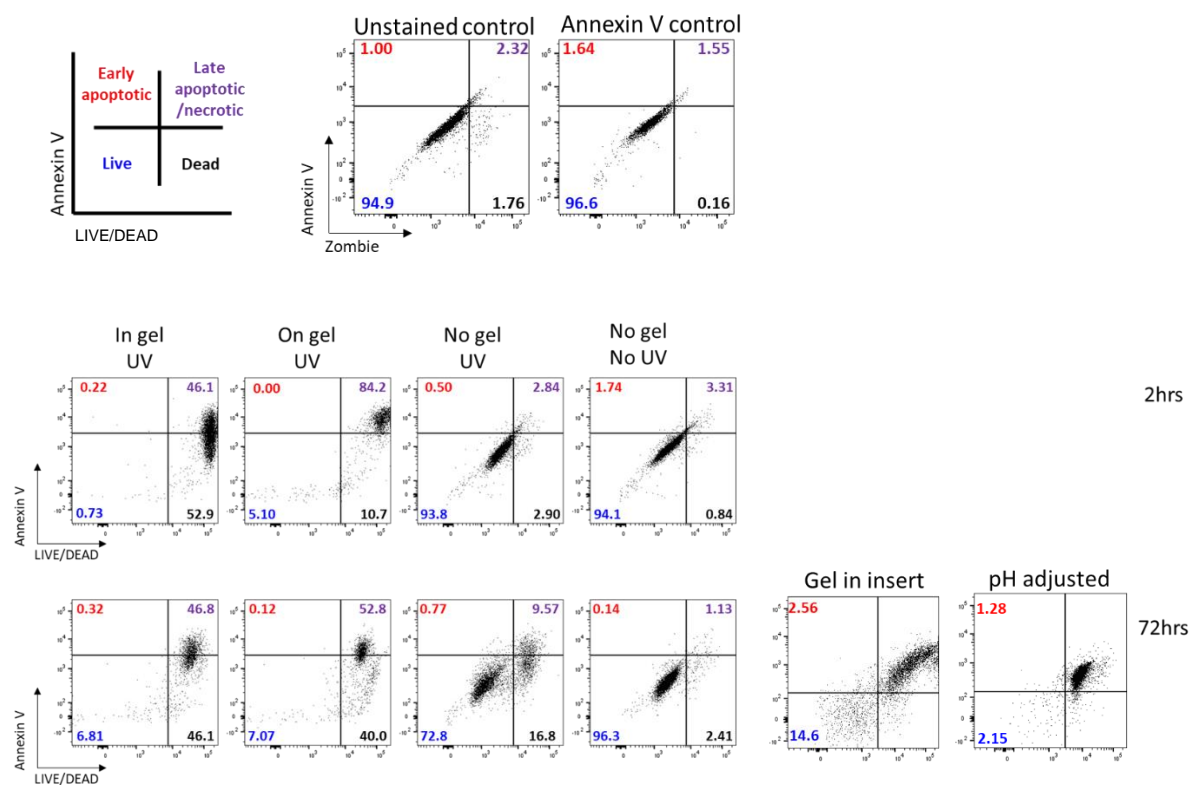 Unstained control
Annexin V control
Early
apoptotic
Late
apoptotic
/necrotic
Live
Dead
Annexin V
LIVE/DEAD
1.00
2.32
94.9
1.76
Annexin V
Zombie
1.64
1.55
96.6
0.16
In gel
UV
On gel
UV
No gel
UV
No gel
No UV
2hrs
0.22
46.1
0.73
52.9
0.00
84.2
5.10
10.7
0.50
2.84
93.8
2.90
1.74
3.31
94.1
0.84
Annexin V
LIVE/DEAD
Gel in insert
pH adjusted
72hrs
0.32
46.8
6.81
46.1
0.12
52.8
7.07
40.0
0.77
9.57
72.8
16.8
0.14
1.13
96.3
2.41
2.56
14.6
1.28
2.15
Annexin V
LIVE/DEAD